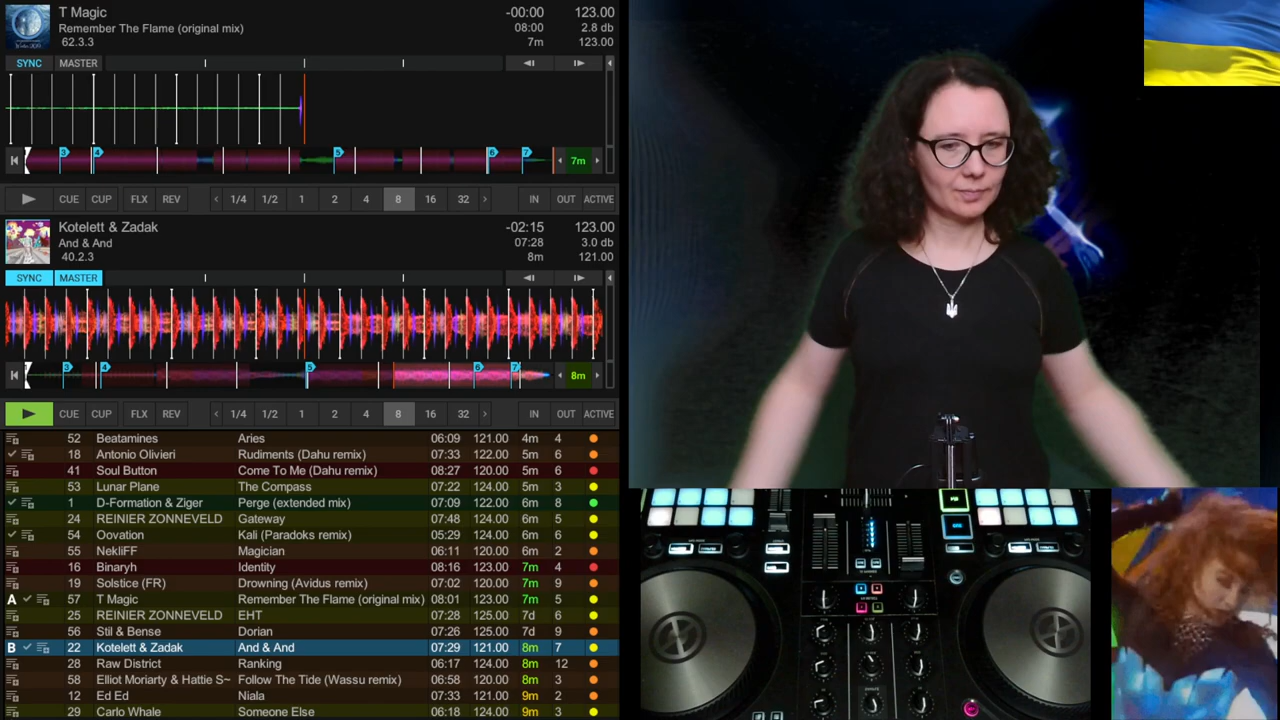 T Magic -00:00 123.00
Remember The Flame (original mix) 08:00 2.8 db
62.3.3 7m 123.00
SYNC MASTER
3 4 5 6 7 7m
CUE CUP FLX REV 1/4 1/2 1 2 4 8 16 32 IN OUT ACTIVE
Kotelett & Zadak -02:15 123.00
And & And 07:28 3.0 db
40.2.3 8m 121.00
SYNC MASTER
3 4 5 6 7 8m
CUE CUP FLX REV 1/4 1/2 1 2 4 8 16 32 IN OUT ACTIVE
52 Beatamines Aries 06:09 121.00 4m 4
18 Antonio Olivieri Rudiments (Dahu remix) 07:33 122.00 5m 6
41 Soul Button Come To Me (Dahu remix) 08:27 120.00 5m 6
53 Lunar Plane The Compass 07:22 124.00 5m 3
1 D-Formation & Ziger Perge (extended mix) 07:09 122.00 6m 8
24 REINIER ZONNEVELD Gateway 07:48 124.00 6m 5
54 Oovation Kali (Paradoks remix) 05:29 124.00 6m 6
55 NekliFF Magician 06:11 120.00 6m 2
16 Binaryh Identity 08:16 123.00 7m 4
19 Solstice (FR) Drowning (Avidus remix) 07:02 120.00 7m 9
A 57 T Magic Remember The Flame (original mix) 08:01 123.00 7m 5
25 REINIER ZONNEVELD EHT 07:28 125.00 7d 6
56 Stil & Bense Dorian 07:26 125.00 7d 9
B 22 Kotelett & Zadak And & And 07:29 121.00 8m 7
28 Raw District Ranking 06:17 124.00 8m 12
58 Elliot Moriarty & Hattie S~ Follow The Tide (Wassu remix) 06:58 120.00 8m 3
12 Ed Ed Niala 07:33 121.00 9m 2
29 Carlo Whale Someone Else 06:18 124.00 9m 3